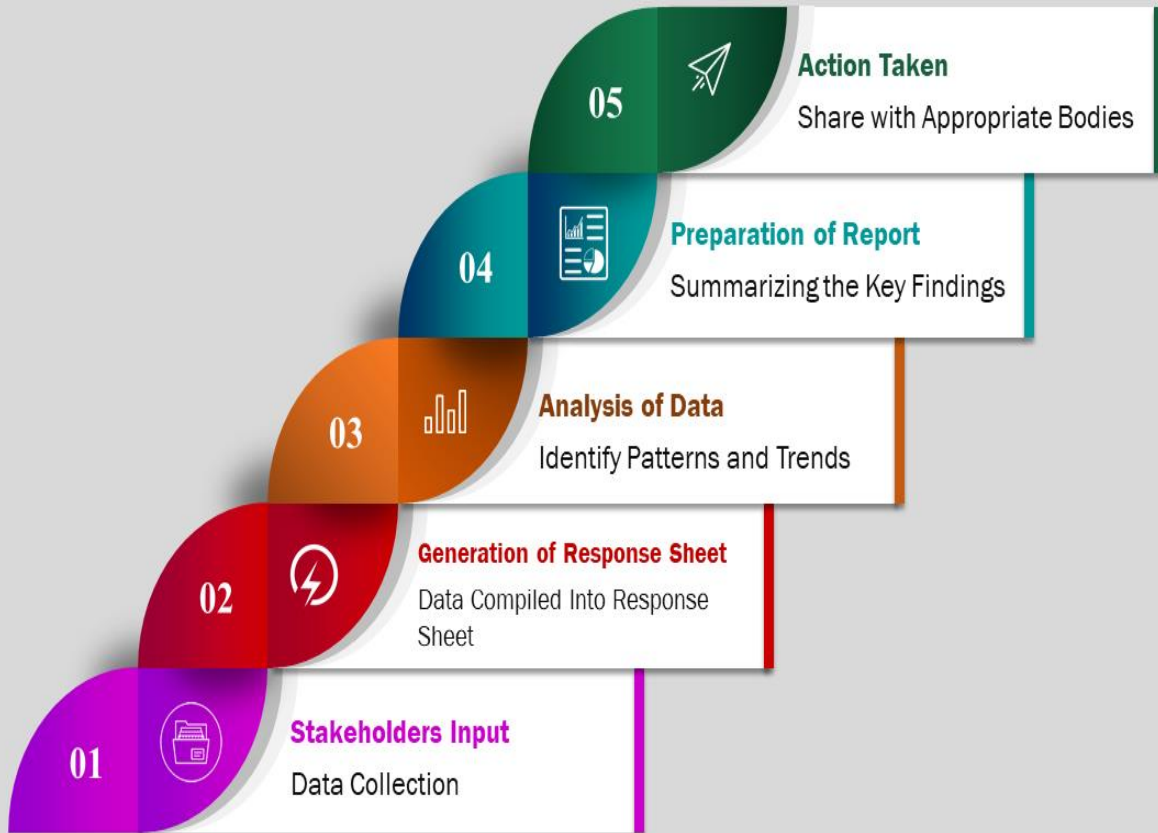 05
Action Taken
Share with Appropriate Bodies
04
Preparation of Report
Summarizing the Key Findings
03
Analysis of Data
Identify Patterns and Trends
02
Generation of Response Sheet
Data Compiled Into Response
Sheet
01
Stakeholders Input
Data Collection